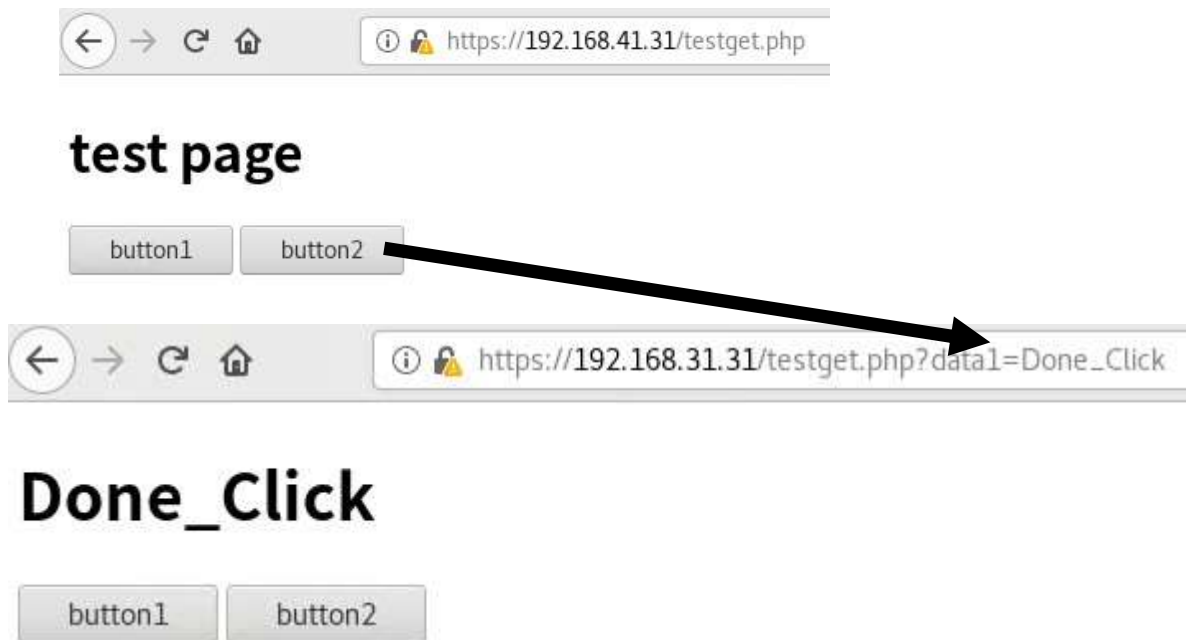 https://192.168.41.31/testget.php
test page
button1 button2
https://192.168.31.31/testget.php?data1=Done_Click
Done_Click
button1 button2